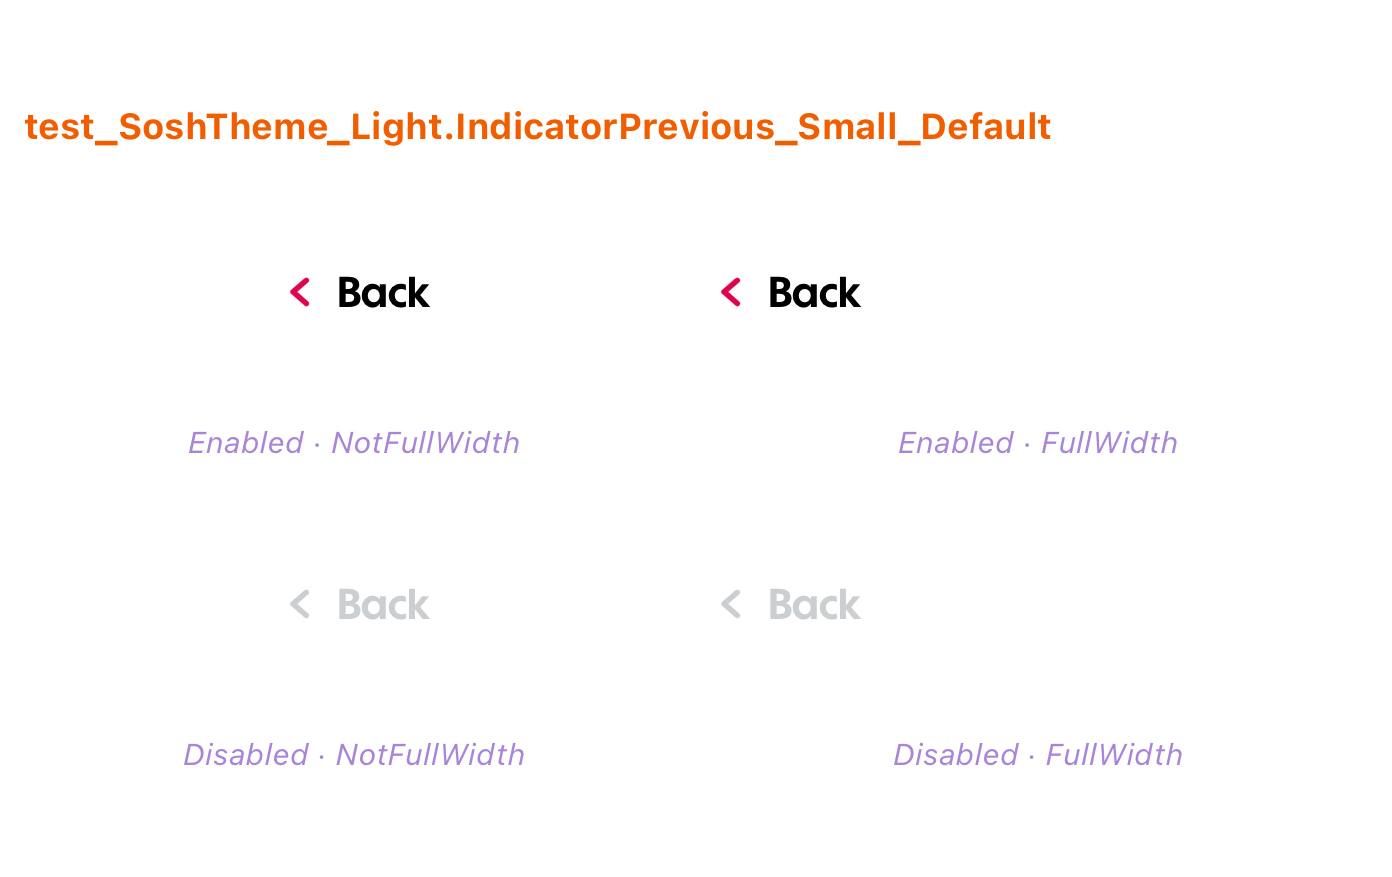 test_SoshTheme_Light.IndicatorPrevious_Small_Default
Back Back
Enabled · NotFullWidth Enabled · FullWidth
Back Back
Disabled · NotFullWidth Disabled · FullWidth